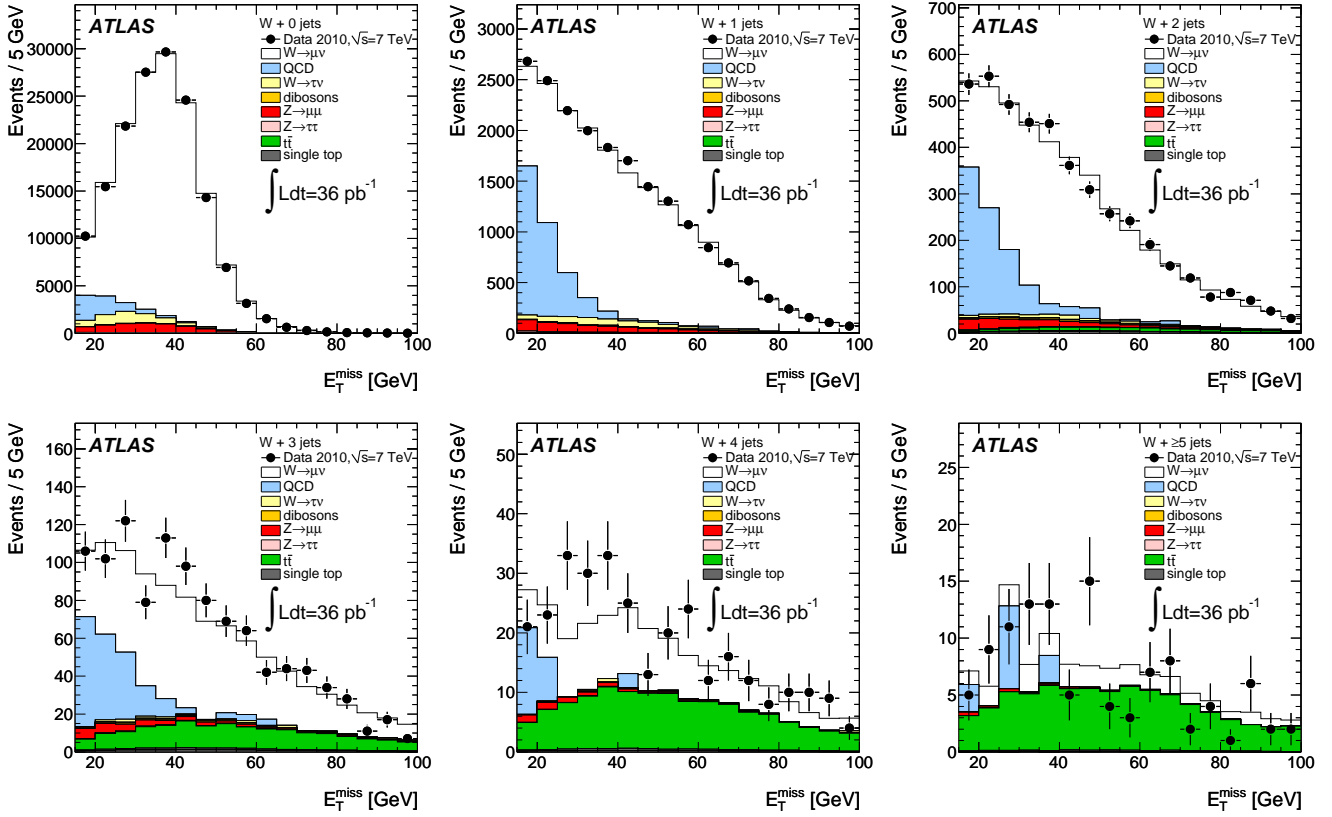 ATLAS
W + 0 jets
Data 2010,√s=7 TeV
W→μν
QCD
W→τν
dibosons
Z→μμ
Z→ττ
tt̄
single top
∫Ldt=36 pb⁻¹
Events / 5 GeV
30000
25000
20000
15000
10000
5000
0
20 40 60 80 100
E_T^miss [GeV]
ATLAS
W + 1 jets
Data 2010,√s=7 TeV
W→μν
QCD
W→τν
dibosons
Z→μμ
Z→ττ
tt̄
single top
∫Ldt=36 pb⁻¹
Events / 5 GeV
3000
2500
2000
1500
1000
500
0
20 40 60 80 100
E_T^miss [GeV]
ATLAS
W + 2 jets
Data 2010,√s=7 TeV
W→μν
QCD
W→τν
dibosons
Z→μμ
Z→ττ
tt̄
single top
∫Ldt=36 pb⁻¹
Events / 5 GeV
700
600
500
400
300
200
100
0
20 40 60 80 100
E_T^miss [GeV]
ATLAS
W + 3 jets
Data 2010,√s=7 TeV
W→μν
QCD
W→τν
dibosons
Z→μμ
Z→ττ
tt̄
single top
∫Ldt=36 pb⁻¹
Events / 5 GeV
160
140
120
100
80
60
40
20
0
20 40 60 80 100
E_T^miss [GeV]
ATLAS
W + 4 jets
Data 2010,√s=7 TeV
W→μν
QCD
W→τν
dibosons
Z→μμ
Z→ττ
tt̄
single top
∫Ldt=36 pb⁻¹
Events / 5 GeV
50
40
30
20
10
0
20 40 60 80 100
E_T^miss [GeV]
ATLAS
W + ≥5 jets
Data 2010,√s=7 TeV
W→μν
QCD
W→τν
dibosons
Z→μμ
Z→ττ
tt̄
single top
∫Ldt=36 pb⁻¹
Events / 5 GeV
25
20
15
10
5
0
20 40 60 80 100
E_T^miss [GeV]